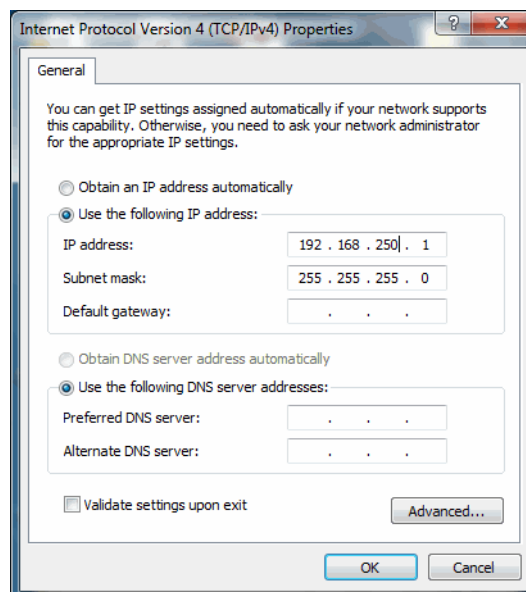 Internet Protocol Version 4 (TCP/IPv4) Properties
General
You can get IP settings assigned automatically if your network supports
this capability. Otherwise, you need to ask your network administrator
for the appropriate IP settings.
Obtain an IP address automatically
Use the following IP address:
IP address: 192 . 168 . 250 . 1
Subnet mask: 255 . 255 . 255 . 0
Default gateway: . . .
Obtain DNS server address automatically
Use the following DNS server addresses:
Preferred DNS server: . . .
Alternate DNS server: . . .
Validate settings upon exit
Advanced...
OK Cancel